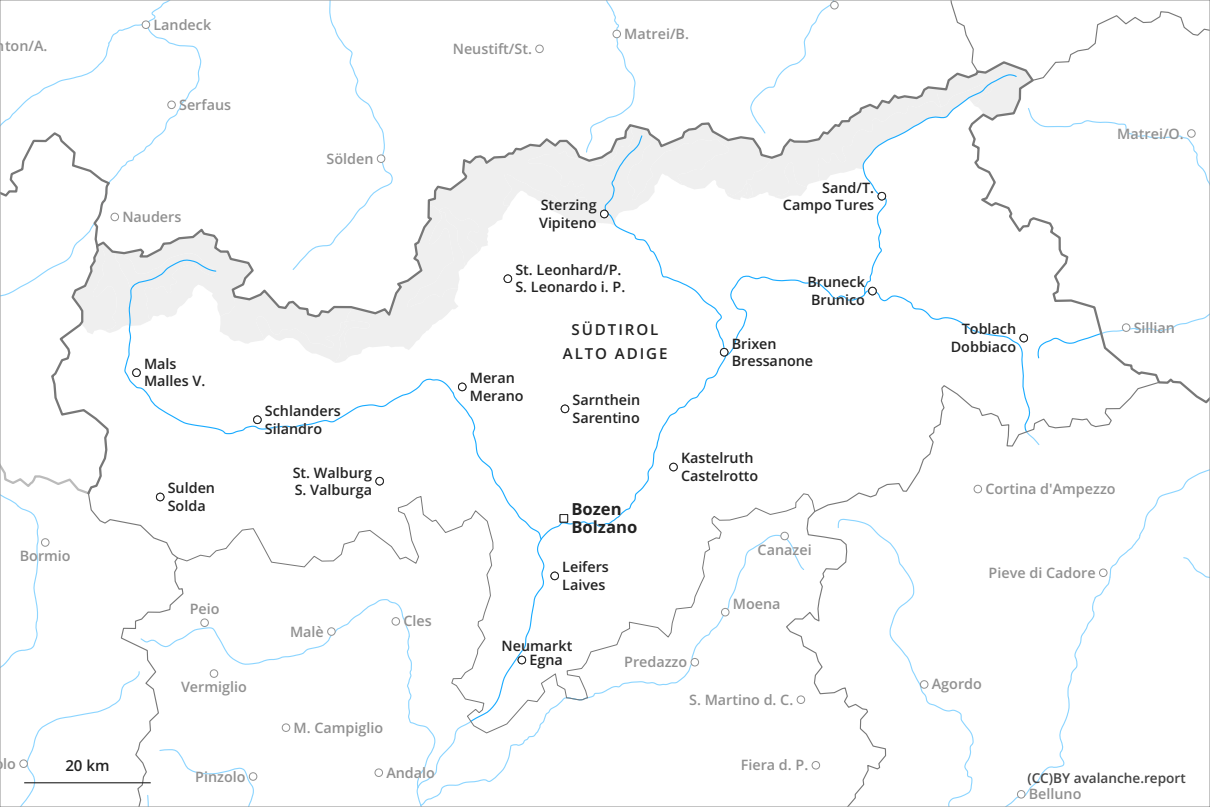 Landeck
nton/A.
Neustift/St.
Matrei/B.
Serfaus
Matrei/O.
Sölden
Sand/T.
Campo Tures
Nauders
Sterzing
Vipiteno
St. Leonhard/P.
S. Leonardo i. P.
Bruneck
Brunico
SÜDTIROL
ALTO ADIGE
Toblach
Dobbiaco
Sillian
Brixen
Bressanone
Mals
Malles V.
Meran
Merano
Sarnthein
Sarentino
Schlanders
Silandro
Kastelruth
Castelrotto
St. Walburg
S. Valburga
Sulden
Solda
Cortina d'Ampezzo
Bozen
Bolzano
Bormio
Canazei
Leifers
Laives
Pieve di Cadore
Peio
Moena
Malè
Cles
Neumarkt
Egna
Predazzo
Vermiglio
Agordo
S. Martino d. C.
M. Campiglio
olo
20 km
Pinzolo
Andalo
Fiera d. P.
(CC)BY avalanche.report
Belluno